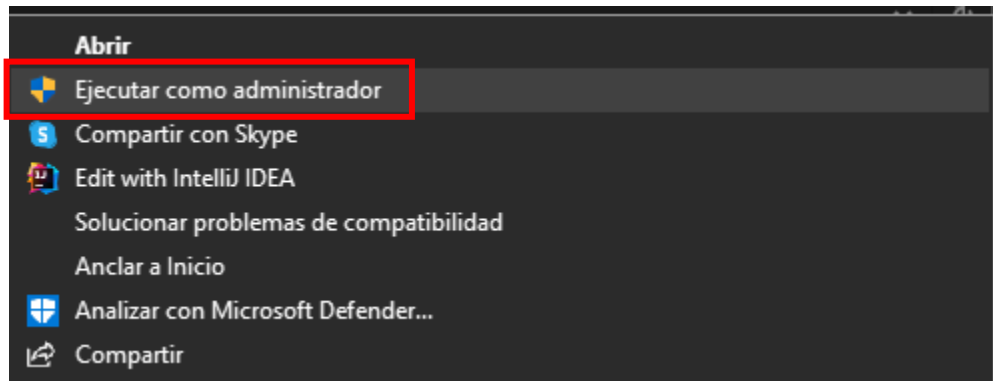 Abrir
Ejecutar como administrador
Compartir con Skype
Edit with IntelliJ IDEA
Solucionar problemas de compatibilidad
Anclar a Inicio
Analizar con Microsoft Defender...
Compartir